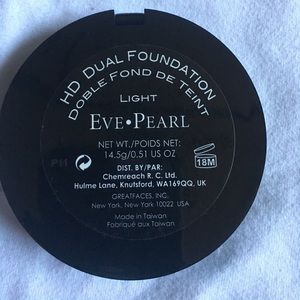 HD DUAL FOUNDATION
DOBLE FOND DE TEINT
LIGHT
EVE•PEARL
NET WT./POIDS NET:
14.5g/0.51 US OZ
DIST. BY/PAR:
Chemreach R. C. Ltd.
Hulme Lane, Knutsford, WA169QQ, UK
18M
GREATFACES, INC.
New York, New York 10022 USA
Made in Taiwan
Fabriqué aux Taiwan